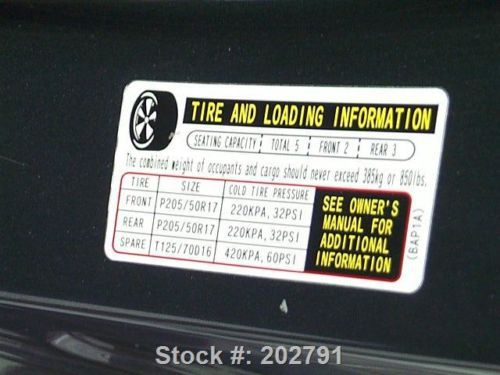 TIRE AND LOADING INFORMATION
SEATING CAPACITY TOTAL 5 FRONT 2 REAR 3
The combined weight of occupants and cargo should never exceed 385kg or 850lbs.
TIRE SIZE COLD TIRE PRESSURE
FRONT P205/50R17 220KPA, 32PSI
REAR P205/50R17 220KPA, 32PSI
SPARE T125/70D16 420KPA, 60PSI
SEE OWNER'S
MANUAL FOR
ADDITIONAL
INFORMATION
(BAP1A)
Stock #: 202791